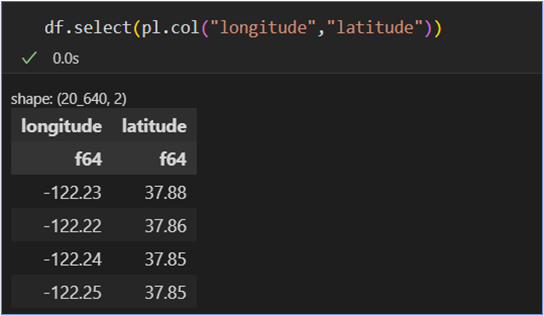 df.select(pl.col("longitude","latitude"))
0.0s
shape: (20_640, 2)
longitude latitude
f64 f64
-122.23 37.88
-122.22 37.86
-122.24 37.85
-122.25 37.85